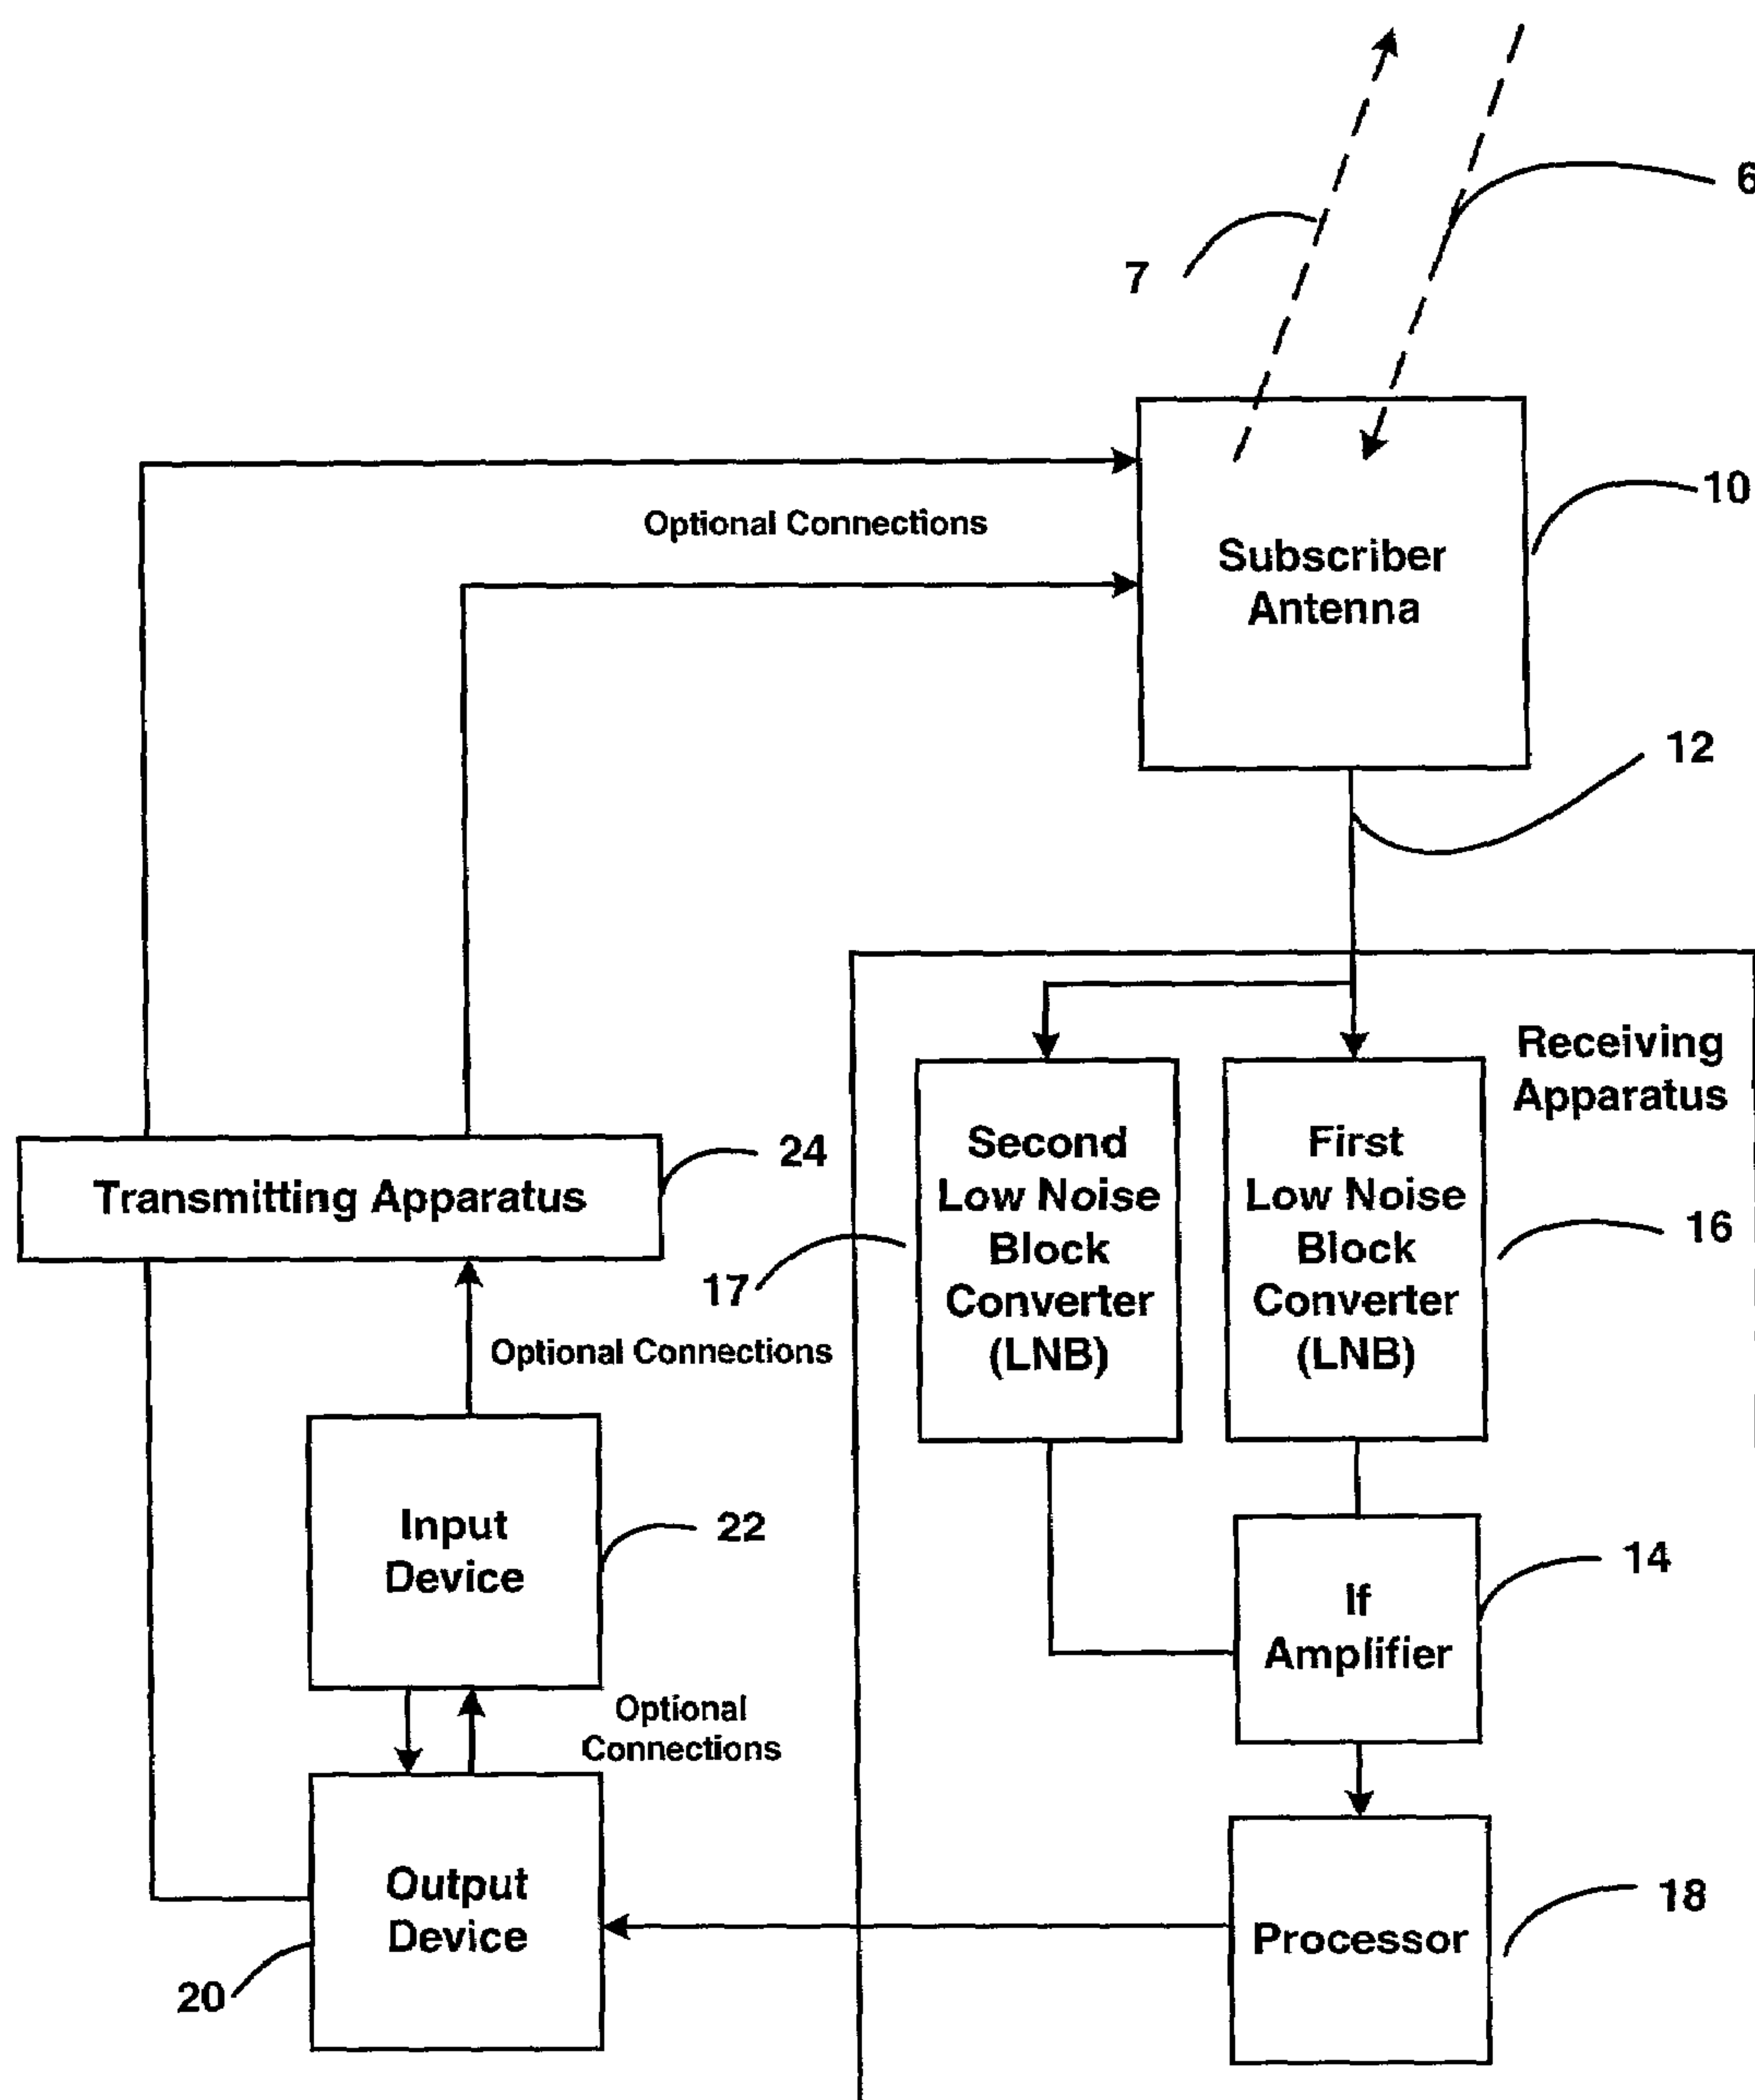 6
7
10
Optional Connections
Subscriber
Antenna
12
Receiving
Apparatus
24
Transmitting Apparatus
Second
Low Noise
Block
Converter
(LNB)
First
Low Noise
Block
Converter
(LNB)
16
17
Optional Connections
Input
Device
22
14
If
Amplifier
Optional
Connections
Output
Device
20
Processor
18